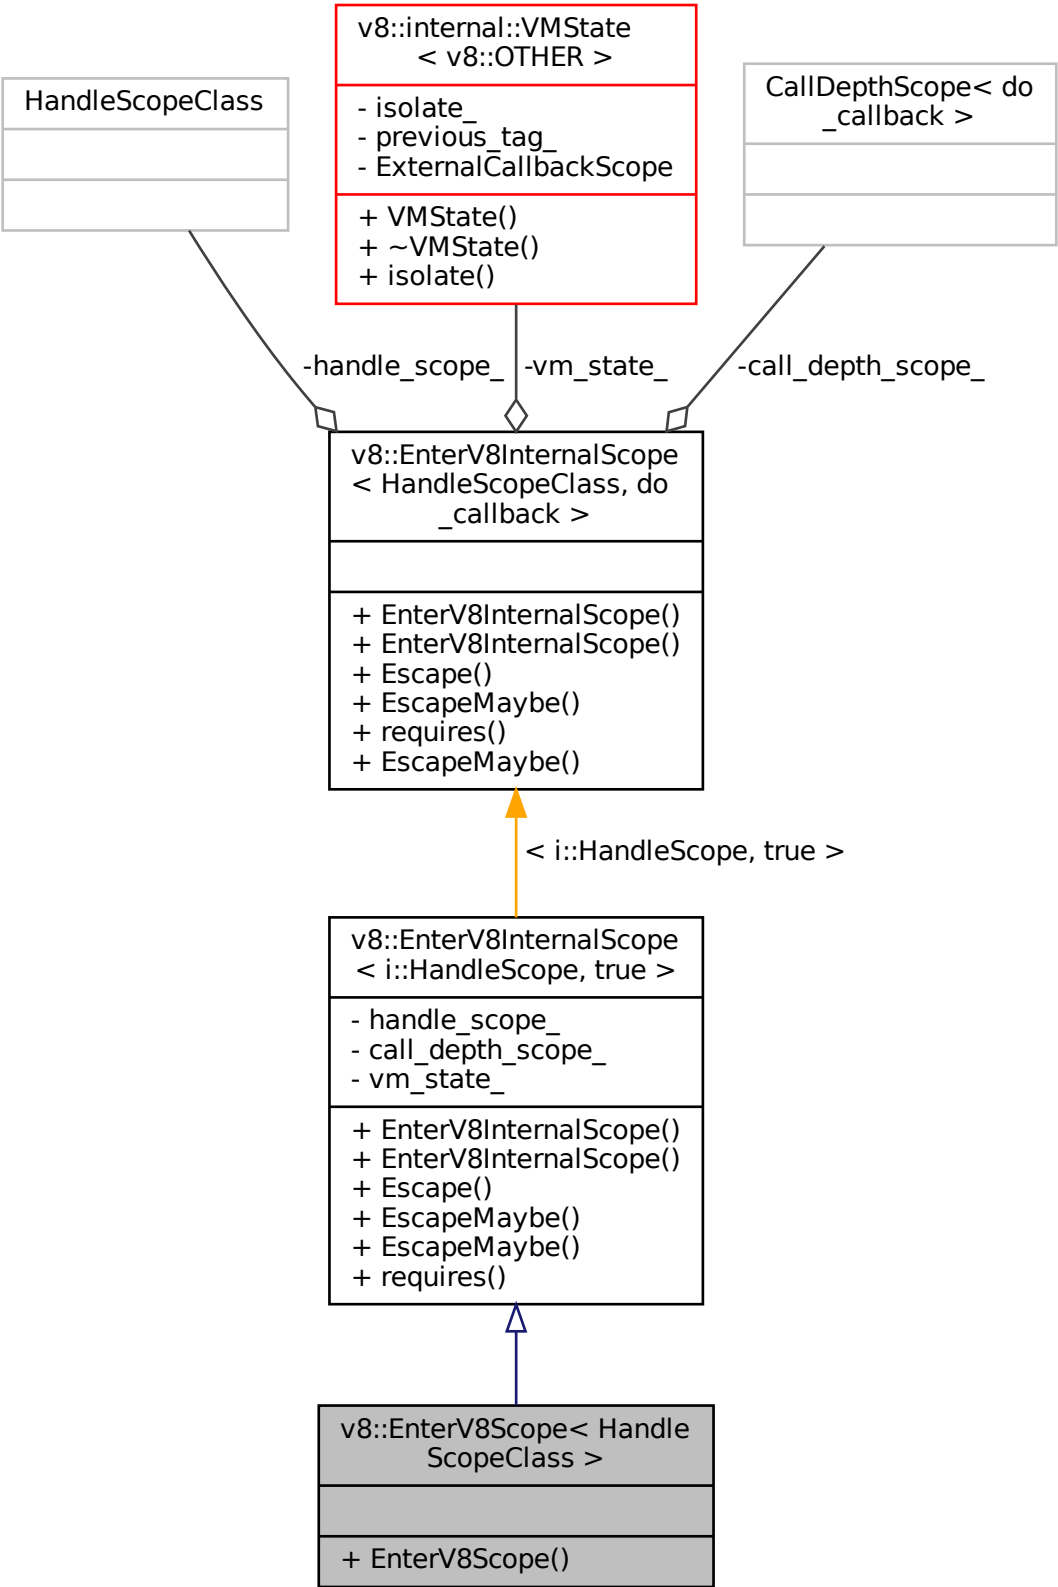 v8::internal::VMState
< v8::OTHER >
- isolate_
- previous_tag_
- ExternalCallbackScope
+ VMState()
+ ~VMState()
+ isolate()
HandleScopeClass
CallDepthScope< do
_callback >
-handle_scope_
-vm_state_
-call_depth_scope_
v8::EnterV8InternalScope
< HandleScopeClass, do
_callback >
+ EnterV8InternalScope()
+ EnterV8InternalScope()
+ Escape()
+ EscapeMaybe()
+ requires()
+ EscapeMaybe()
< i::HandleScope, true >
v8::EnterV8InternalScope
< i::HandleScope, true >
- handle_scope_
- call_depth_scope_
- vm_state_
+ EnterV8InternalScope()
+ EnterV8InternalScope()
+ Escape()
+ EscapeMaybe()
+ EscapeMaybe()
+ requires()
v8::EnterV8Scope< Handle
ScopeClass >
+ EnterV8Scope()